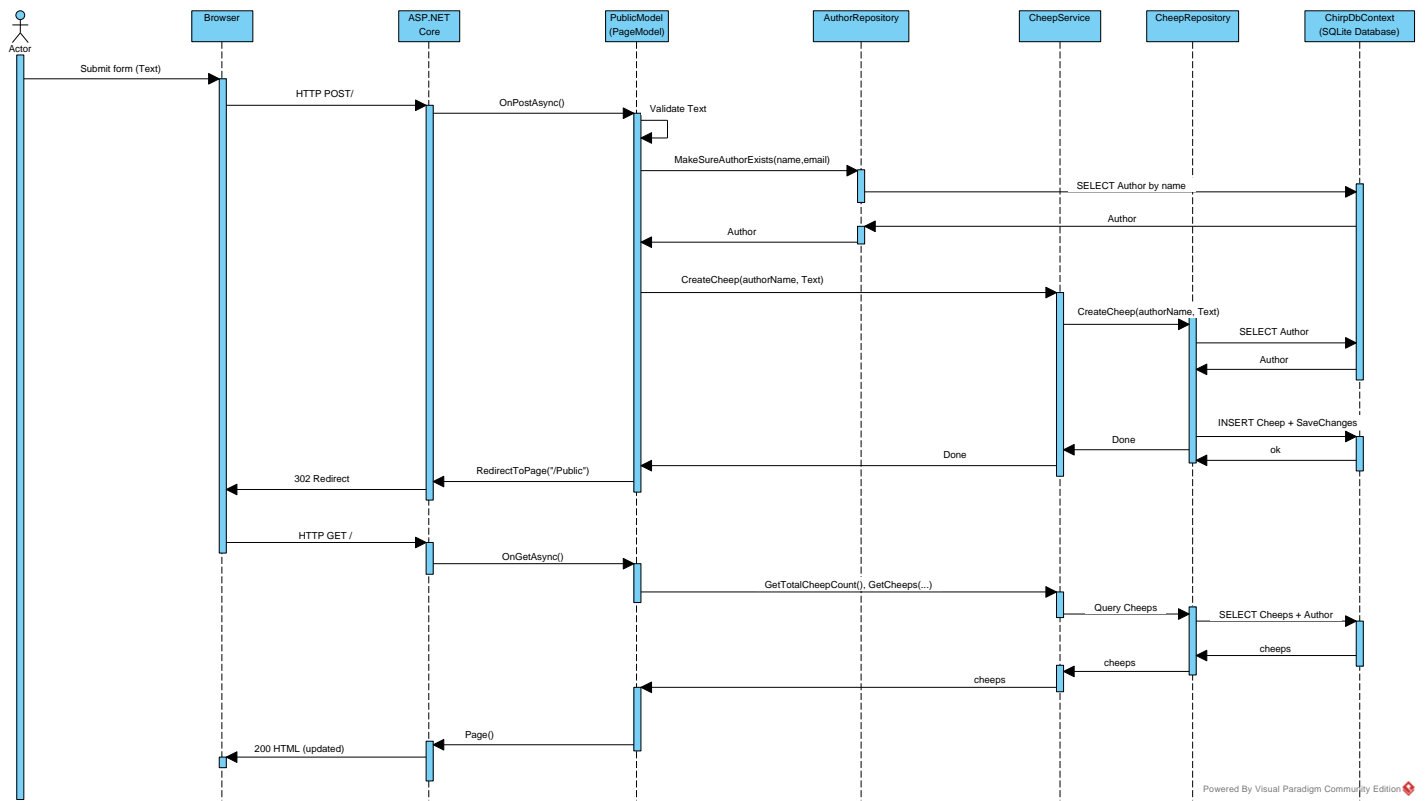 Actor
Browser
ASP.NET
Core
PublicModel
(PageModel)
AuthorRepository
CheepService
CheepRepository
ChirpDbContext
(SQLite Database)
Submit form (Text)
HTTP POST/
OnPostAsync()
Validate Text
MakeSureAuthorExists(name,email)
SELECT Author by name
Author
Author
CreateCheep(authorName, Text)
CreateCheep(authorName, Text)
SELECT Author
Author
INSERT Cheep + SaveChanges
Done
ok
Done
RedirectToPage("/Public")
302 Redirect
HTTP GET /
OnGetAsync()
GetTotalCheepCount(), GetCheeps(...)
Query Cheeps
SELECT Cheeps + Author
cheeps
cheeps
cheeps
Page()
200 HTML (updated)
Powered By Visual Paradigm Community Edition